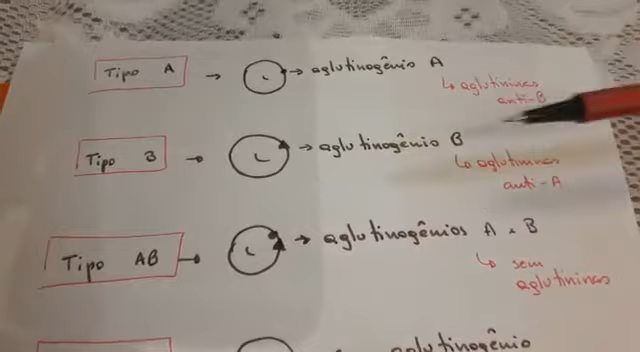 Tipo A → aglutinogênio A
↳ aglutininas
anti-B
Tipo B → aglutinogênio B
↳ aglutininas
anti-A
Tipo AB → aglutinogênios A e B
↳ sem
aglutininas
aglutinogênio